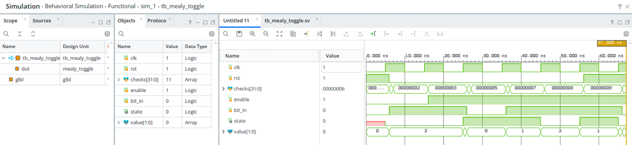 Simulation - Behavioral Simulation - Functional - sim_1 - tb_mealy_toggle
Scope
Sources
Objects
Protoco
Untitled 11
tb_mealy_toggle.sv
Name
Design Unit
tb_mealy_toggle
tb_mealy_toggle
dut
mealy_toggle
glbl
glbl
Name
Value
Data Type
clk
1
Logic
rst
1
Logic
checks[31:0]
11
Array
enable
1
Logic
bit_in
0
Logic
state
0
Logic
value[1:0]
0
Array
Name
Value
clk
1
rst
1
checks[31:0]
0000000b
enable
1
bit_in
0
state
0
value[1:0]
0
0.000 ns
10.000 ns
20.000 ns
30.000 ns
40.000 ns
50.000 ns
000...
00000002
00000003
00000005
00000007
00000008
00000009
0
2
0
1
2
1